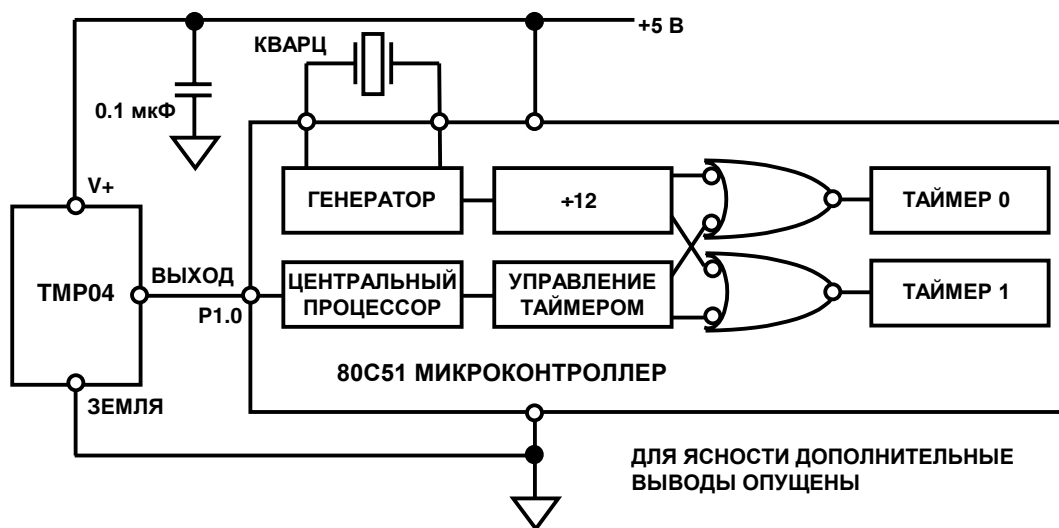 +5 В
КВАРЦ
0.1 мкФ
V+
ГЕНЕРАТОР
÷12
ТАЙМЕР 0
ВЫХОД
TMP04
P1.0
ЦЕНТРАЛЬНЫЙ
ПРОЦЕССОР
УПРАВЛЕНИЕ
ТАЙМЕРОМ
ТАЙМЕР 1
80C51 МИКРОКОНТРОЛЛЕР
ЗЕМЛЯ
ДЛЯ ЯСНОСТИ ДОПОЛНИТЕЛЬНЫЕ
ВЫВОДЫ ОПУЩЕНЫ